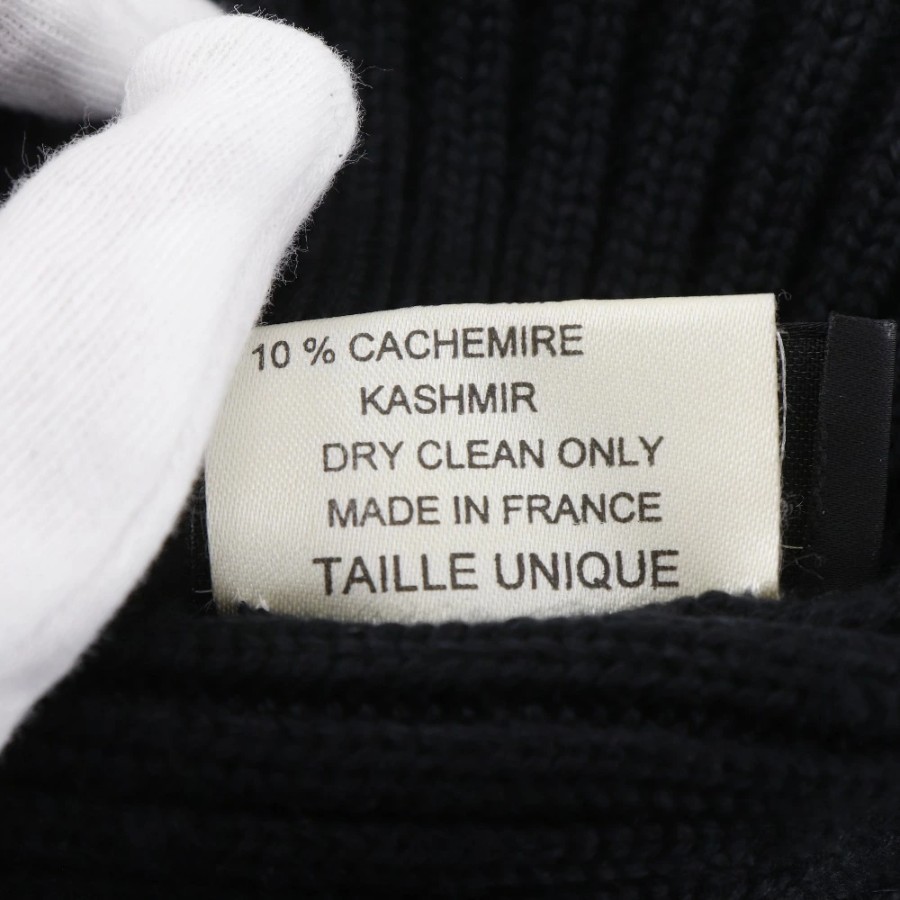 10 % CACHEMIRE
KASHMIR
DRY CLEAN ONLY
MADE IN FRANCE
TAILLE UNIQUE